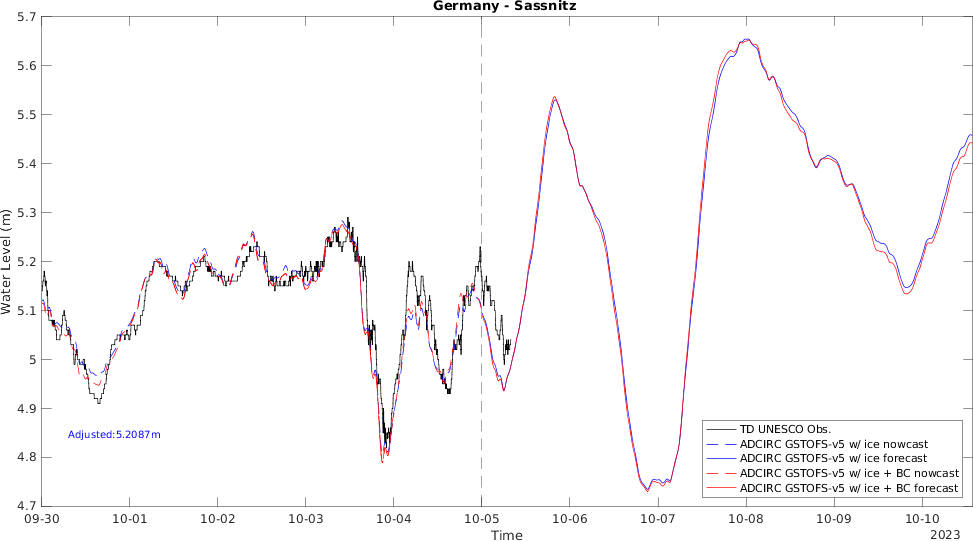 Germany - Sassnitz
Water Level (m)
5.7
5.6
5.5
5.4
5.3
5.2
5.1
5
4.9
4.8
4.7
Adjusted:5.2087m
TD UNESCO Obs.
ADCIRC GSTOFS-v5 w/ ice nowcast
ADCIRC GSTOFS-v5 w/ ice forecast
ADCIRC GSTOFS-v5 w/ ice + BC nowcast
ADCIRC GSTOFS-v5 w/ ice + BC forecast
09-30 10-01 10-02 10-03 10-04 10-05 10-06 10-07 10-08 10-09 10-10
Time
2023